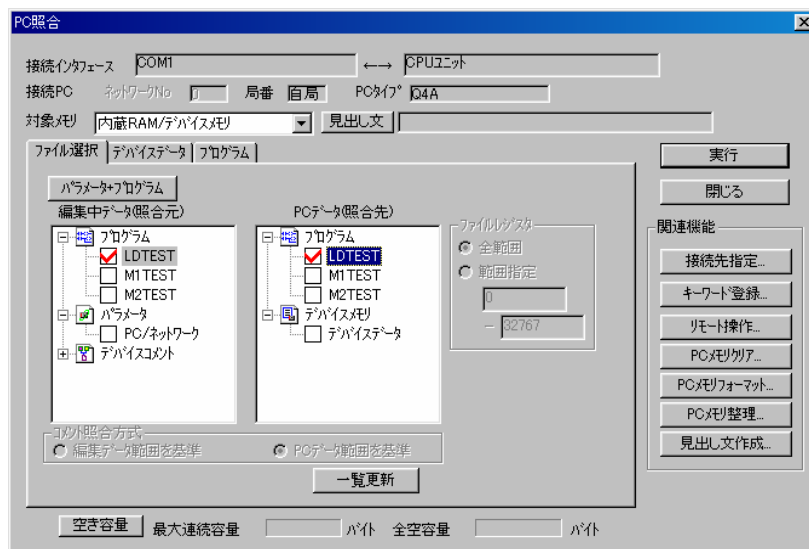 PC照合
接続インタフェース COM1 ←→ CPUユニット
接続PC ネットワークNo 0 局番 自局 PCタイプ Q4A
対象メモリ 内蔵RAM/デバイスメモリ 見出し文
ファイル選択 デバイスデータ プログラム
実行
閉じる
パラメータ+プログラム
編集中データ(照合元) PCデータ(照合先)
プログラム
LDTEST
M1TEST
M2TEST
パラメータ
PC/ネットワーク
デバイスコメント
プログラム
LDTEST
M1TEST
M2TEST
デバイスメモリ
デバイスデータ
ファイルレジスタ
全範囲
範囲指定
0
- 32767
関連機能
接続先指定...
キーワード登録...
リモート操作...
PCメモリクリア...
PCメモリフォーマット...
PCメモリ整理...
見出し文作成...
コメント照合方式
編集データ範囲を基準 PCデータ範囲を基準
一覧更新
空き容量 最大連続容量 バイト 全空容量 バイト